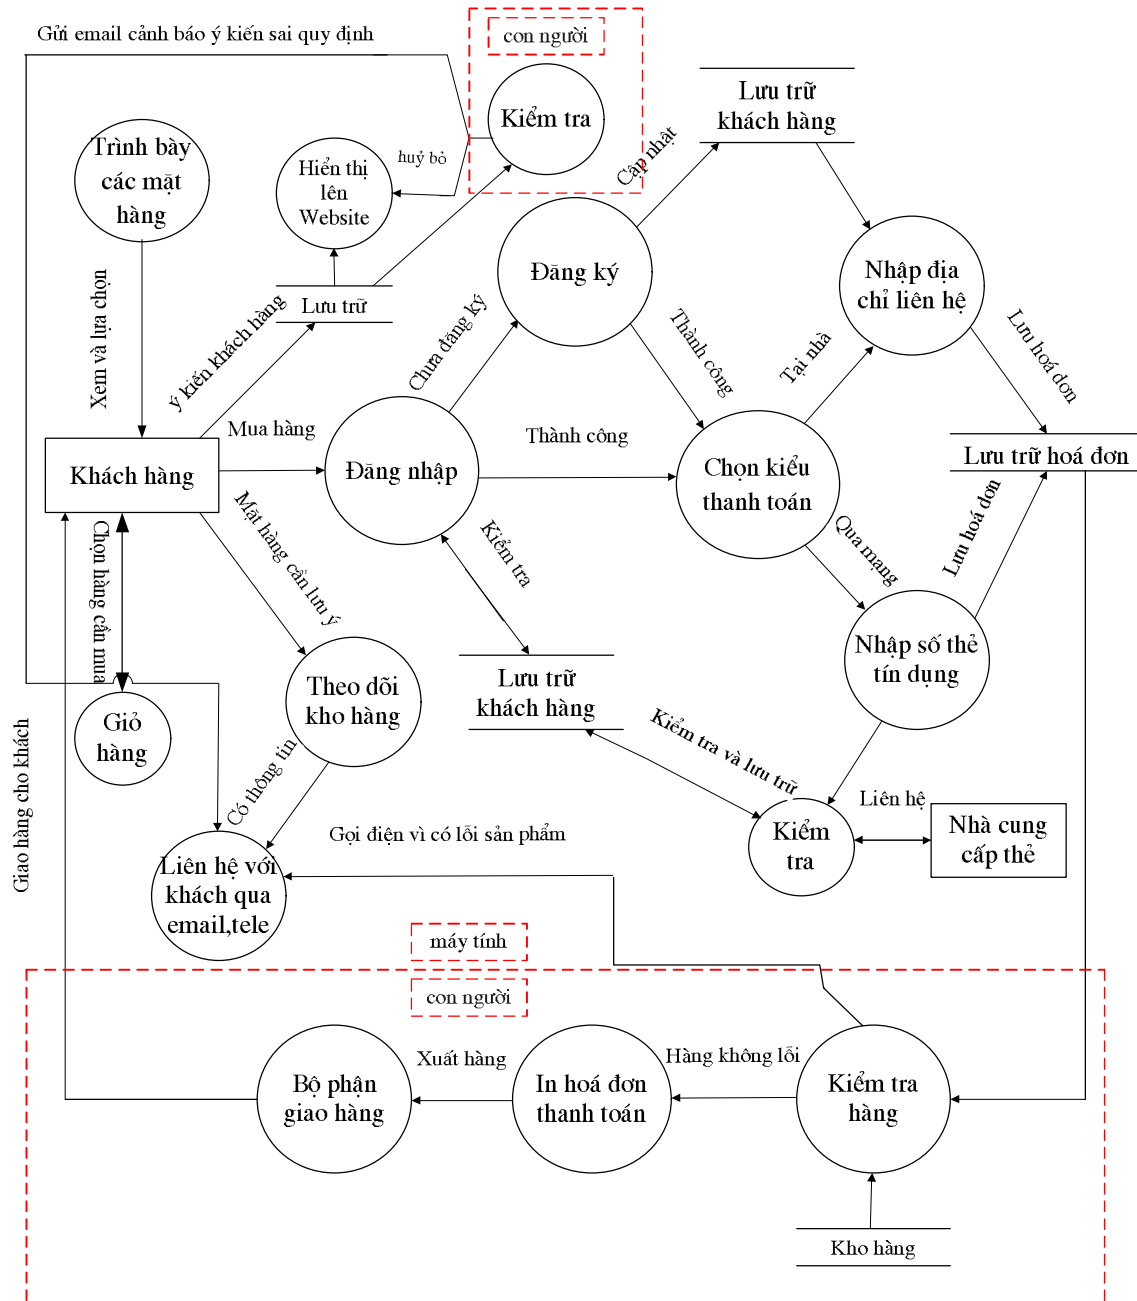 Gửi email cảnh báo ý kiến sai quy định
con người
Kiểm tra
Lưu trữ
khách hàng
Trình bày
các mặt
hàng
Hiển thị
lên
Website
huỷ bỏ
Cập nhật
Đăng ký
Nhập địa
chỉ liên hệ
Xem và lựa chọn
ý kiến khách hàng
Lưu trữ
Chưa đăng ký
Thành công
Tại nhà
Lưu hoá đơn
Khách hàng
Mua hàng
Đăng nhập
Thành công
Chọn kiểu
thanh toán
Lưu trữ hoá đơn
Chọn hàng cần mua
Mặt hàng cần lưu ý
Kiểm tra
Qua mạng
Lưu hoá đơn
Theo dõi
kho hàng
Lưu trữ
khách hàng
Nhập số thẻ
tín dụng
Giỏ
hàng
Giao hàng cho khách
Có thông tin
Kiểm tra và lưu trữ
Gọi điện vì có lỗi sản phẩm
Liên hệ với
khách qua
email,tele
Kiểm
tra
Liên hệ
Nhà cung
cấp thẻ
máy tính
con người
Bộ phận
giao hàng
Xuất hàng
In hoá đơn
thanh toán
Hàng không lỗi
Kiểm tra
hàng
Kho hàng